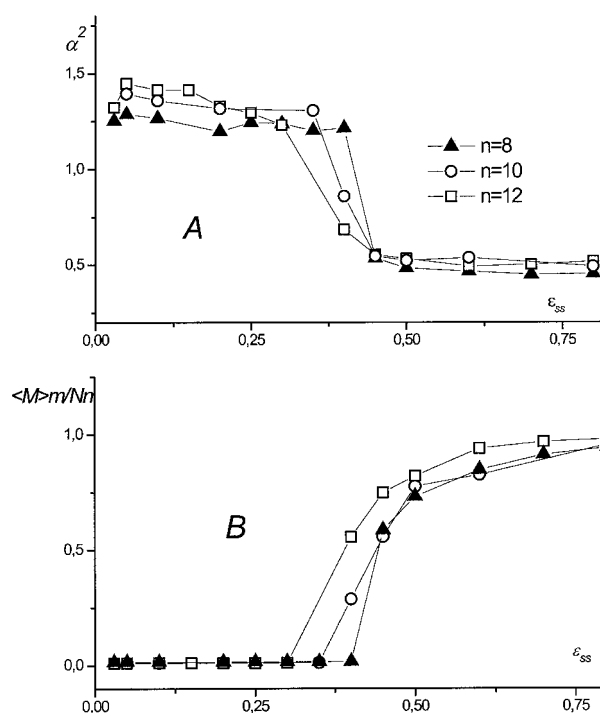 α²
1,5
1,0
0,5
A
n=8
n=10
n=12
ε_ss
0,00 0,25 0,50 0,75
<M>m/Nn
1,0
0,5
0,0
B
ε_ss
0,00 0,25 0,50 0,75